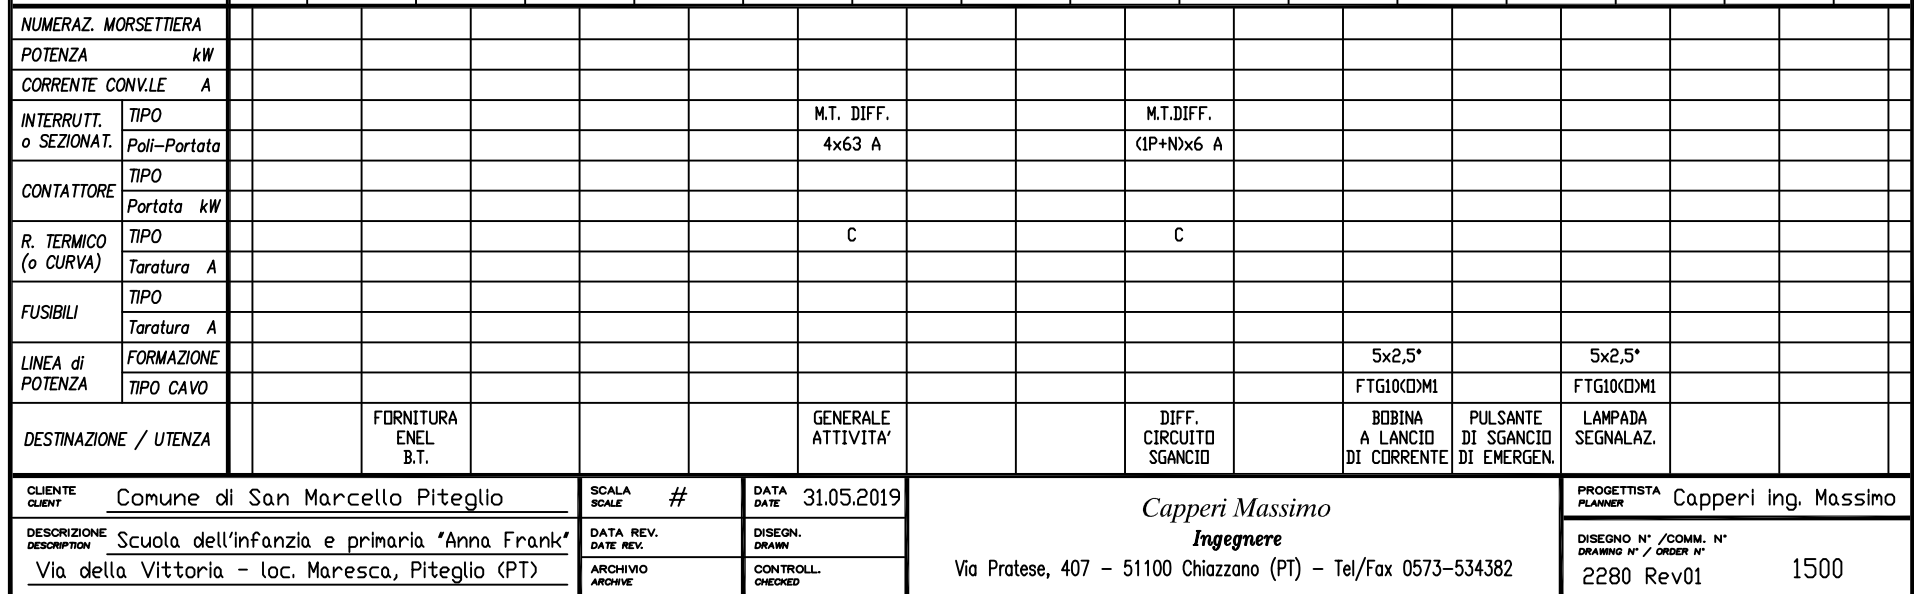 NUMERAZ. MORSETTIERA
POTENZA kW
CORRENTE CONV.LE A
INTERRUTT. o SEZIONAT. TIPO M.T. DIFF. M.T.DIFF.
Poli-Portata 4x63 A (1P+N)x6 A
CONTATTORE TIPO
Portata kW
R. TERMICO (o CURVA) TIPO C C
Taratura A
FUSIBILI TIPO
Taratura A
LINEA di POTENZA FORMAZIONE 5x2,5* 5x2,5*
TIPO CAVO FTG10(O)M1 FTG10(O)M1
DESTINAZIONE / UTENZA
FORNITURA
ENEL
B.T.
GENERALE
ATTIVITA'
DIFF.
CIRCUITO
SGANCIO
BOBINA
A LANCIO
DI CORRENTE
PULSANTE
DI SGANCIO
DI EMERGEN.
LAMPADA
SEGNALAZ.
CLIENTE
CLIENT
Comune di San Marcello Piteglio
DESCRIZIONE
DESCRIPTION
Scuola dell'infanzia e primaria "Anna Frank"
Via della Vittoria - loc. Maresca, Piteglio (PT)
SCALA
SCALE
#
DATA REV.
DATE REV.
ARCHIVIO
ARCHIVE
DATA
DATE
31.05.2019
DISEGN.
DRAWN
CONTROLL.
CHECKED
Capperi Massimo
Ingegnere
Via Pratese, 407 - 51100 Chiazzano (PT) - Tel/Fax 0573-534382
PROGETTISTA
PLANNER
Capperi ing. Massimo
DISEGNO N° /COMM. N°
DRAWING N° / ORDER N°
2280 Rev01 1500